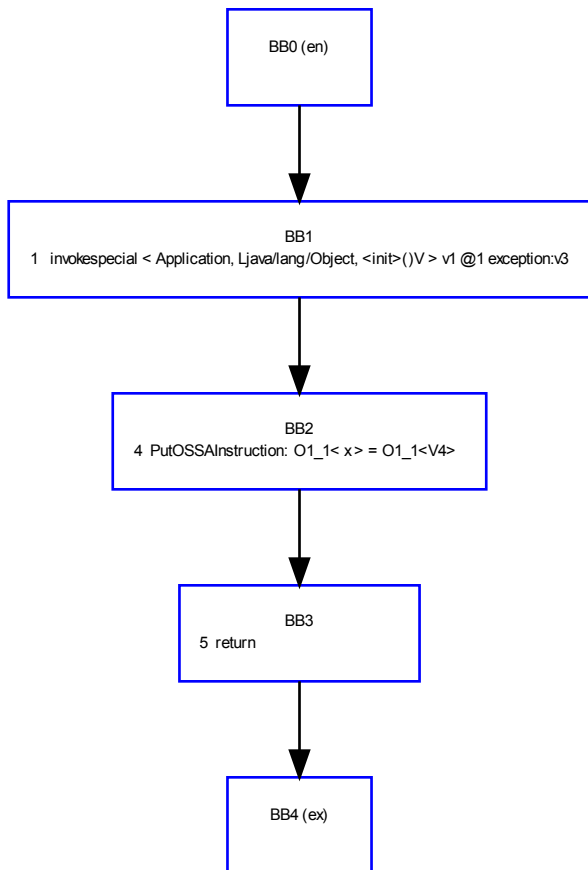 BB0 (en)
BB1
1 invokespecial < Application, Ljava/lang/Object, <init>()V > v1 @1 exception:v3
BB2
4 PutOSSAInstruction: O1_1< x > = O1_1<V4>
BB3
5 return
BB4 (ex)